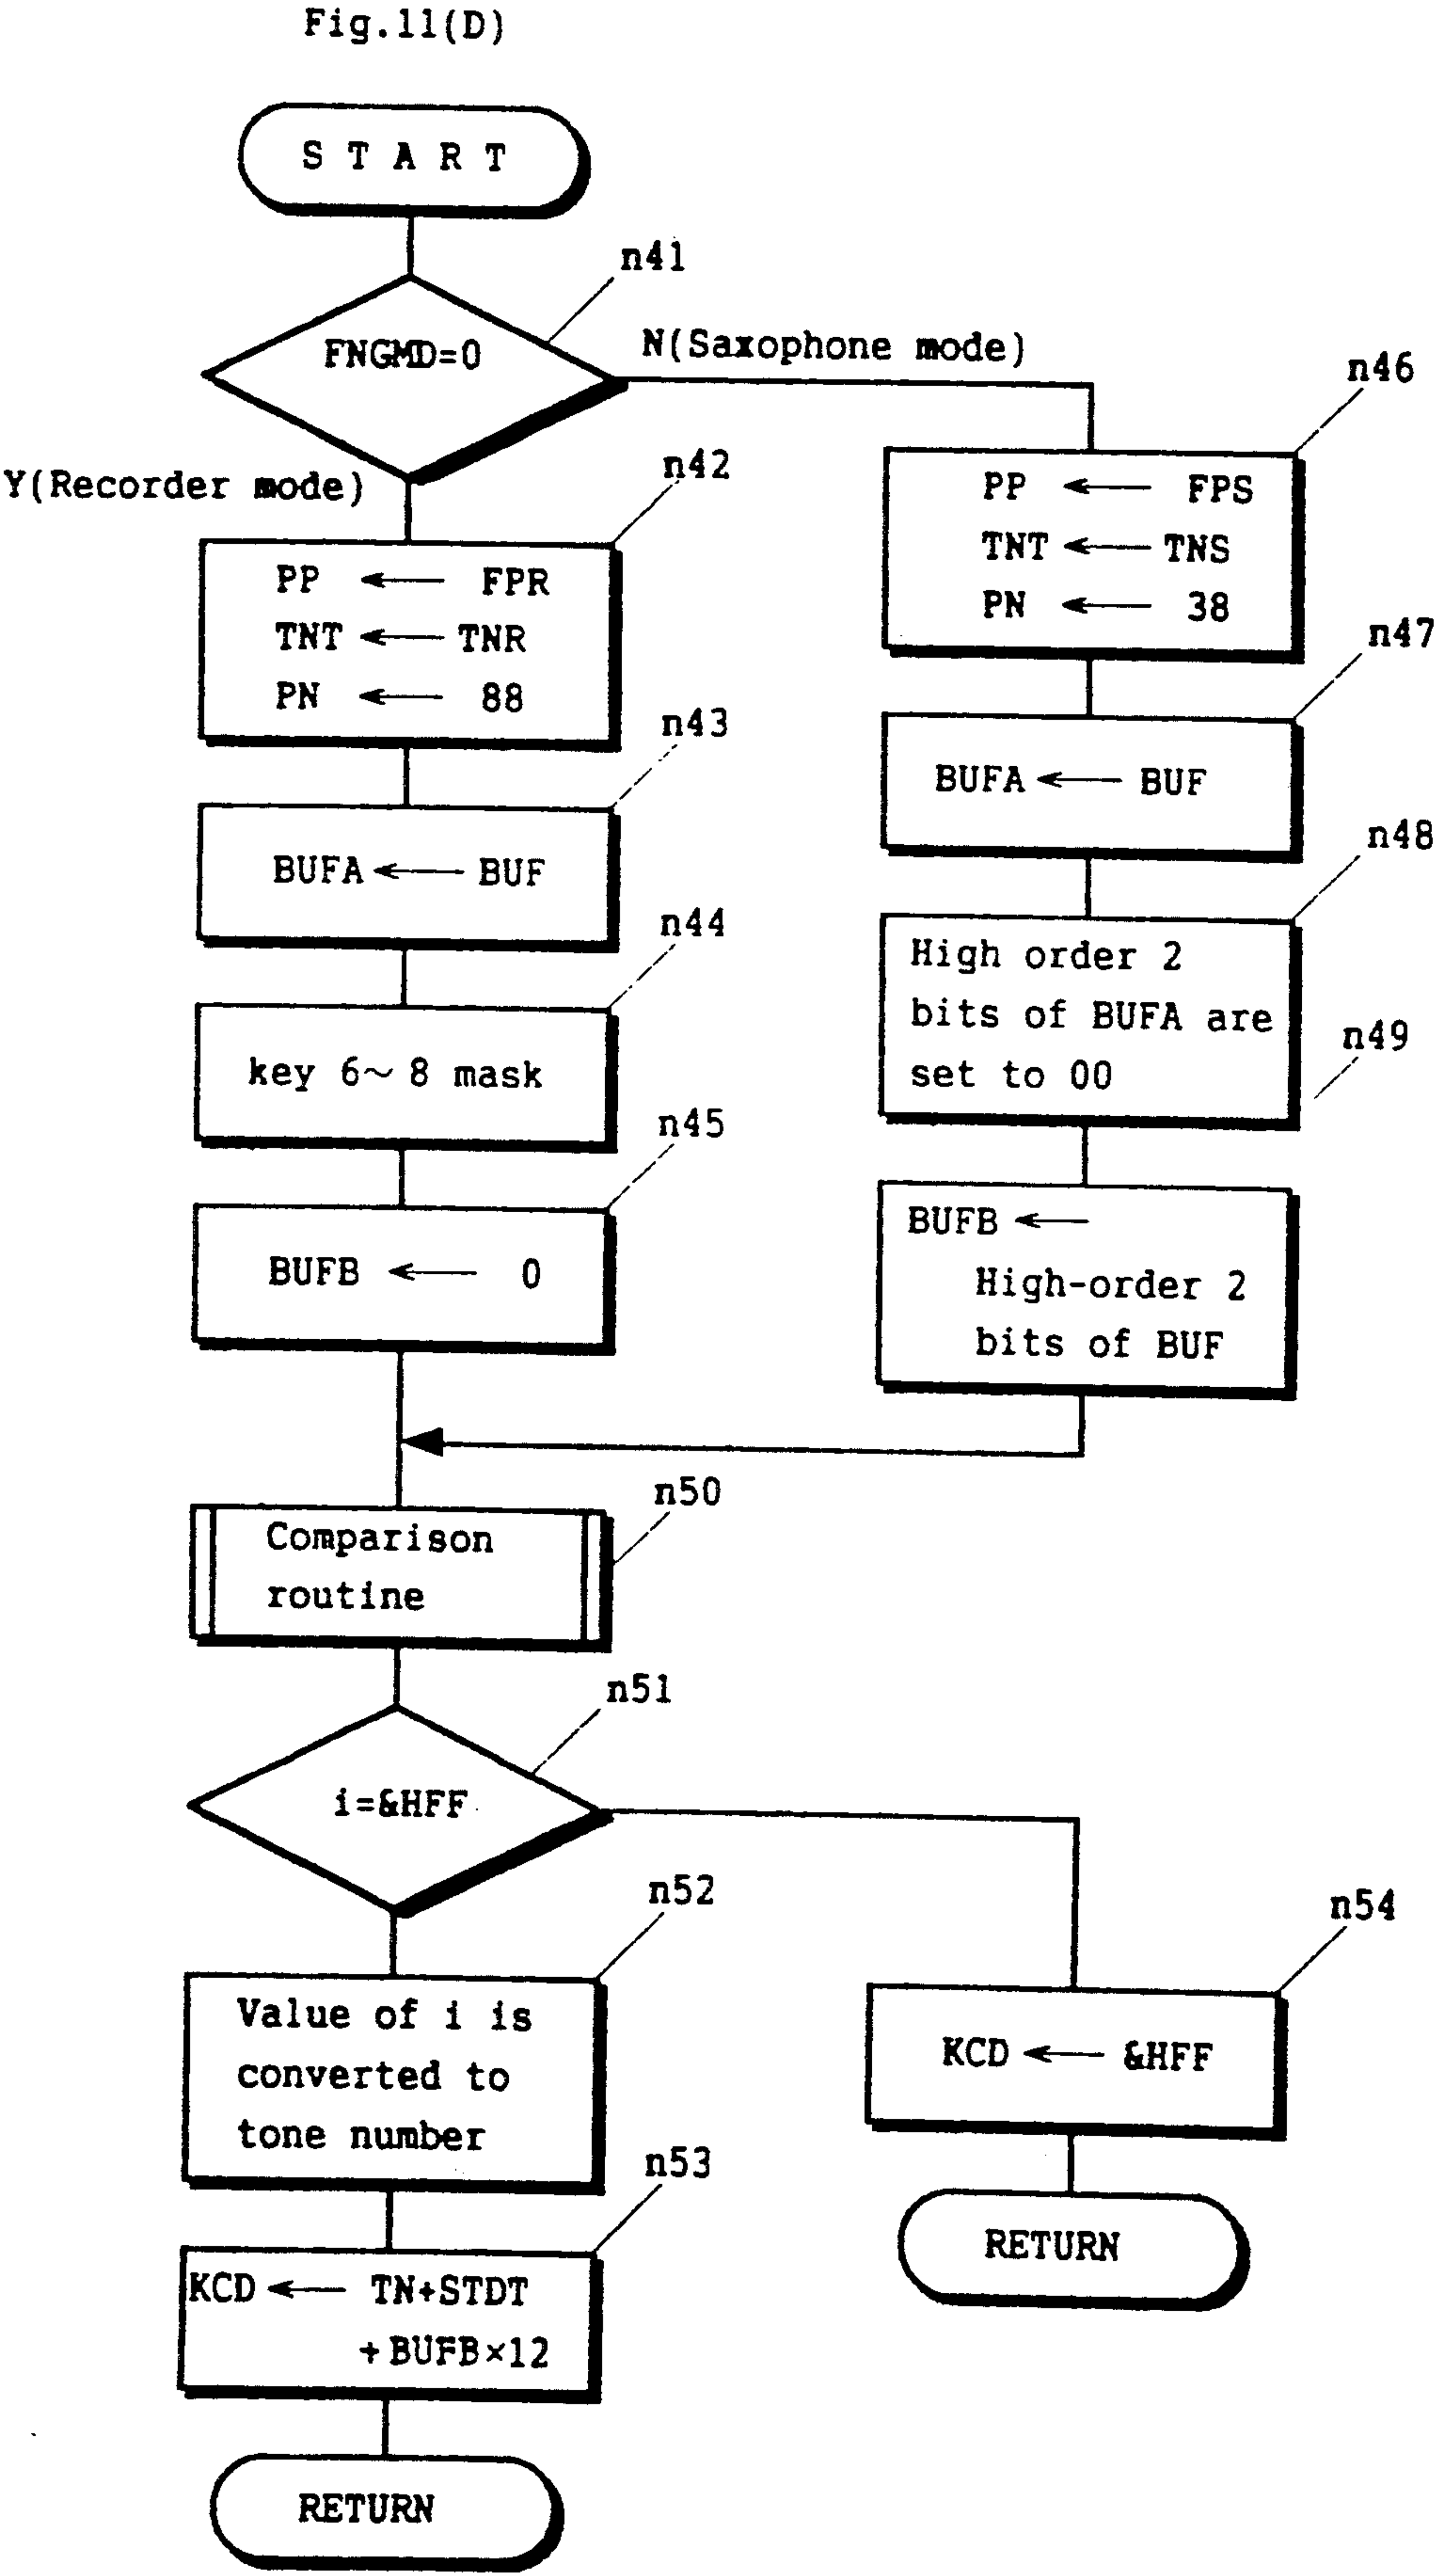 Fig.11(D)
S T A R T
n41
FNGMD=0
N(Saxophone mode)
Y(Recorder mode)
n42
PP ← FPR
TNT ← TNR
PN ← 88
n43
BUFA ← BUF
n44
key 6~ 8 mask
n45
BUFB ← 0
n46
PP ← FPS
TNT ← TNS
PN ← 38
n47
BUFA ← BUF
n48
High order 2
bits of BUFA are
set to 00
n49
BUFB ←
High-order 2
bits of BUF
n50
Comparison
routine
n51
i=&HFF
n52
Value of i is
converted to
tone number
n53
KCD ← TN+STDT
+BUFB×12
RETURN
n54
KCD ← &HFF
RETURN